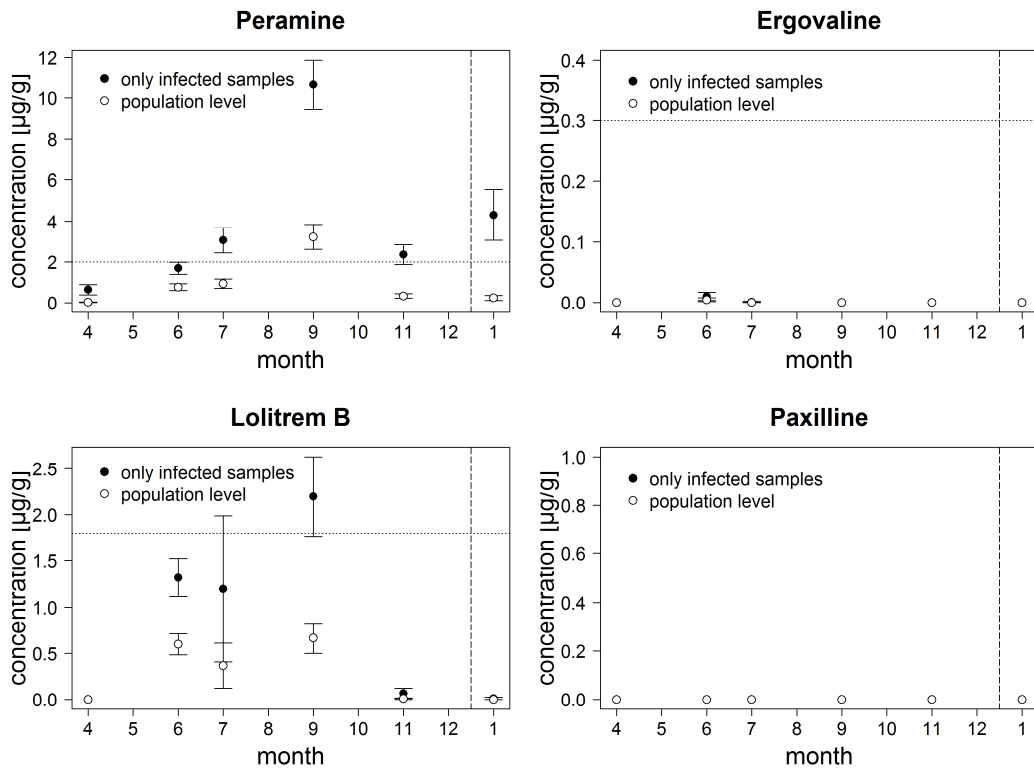 Peramine
concentration [µg/g]
12
10
8
6
4
2
0
only infected samples
population level
4 5 6 7 8 9 10 11 12 1
month
Ergovaline
concentration [µg/g]
0.4
0.3
0.2
0.1
0.0
only infected samples
population level
4 5 6 7 8 9 10 11 12 1
month
Lolitrem B
concentration [µg/g]
2.5
2.0
1.5
1.0
0.5
0.0
only infected samples
population level
4 5 6 7 8 9 10 11 12 1
month
Paxilline
concentration [µg/g]
1.0
0.8
0.6
0.4
0.2
0.0
only infected samples
population level
4 5 6 7 8 9 10 11 12 1
month